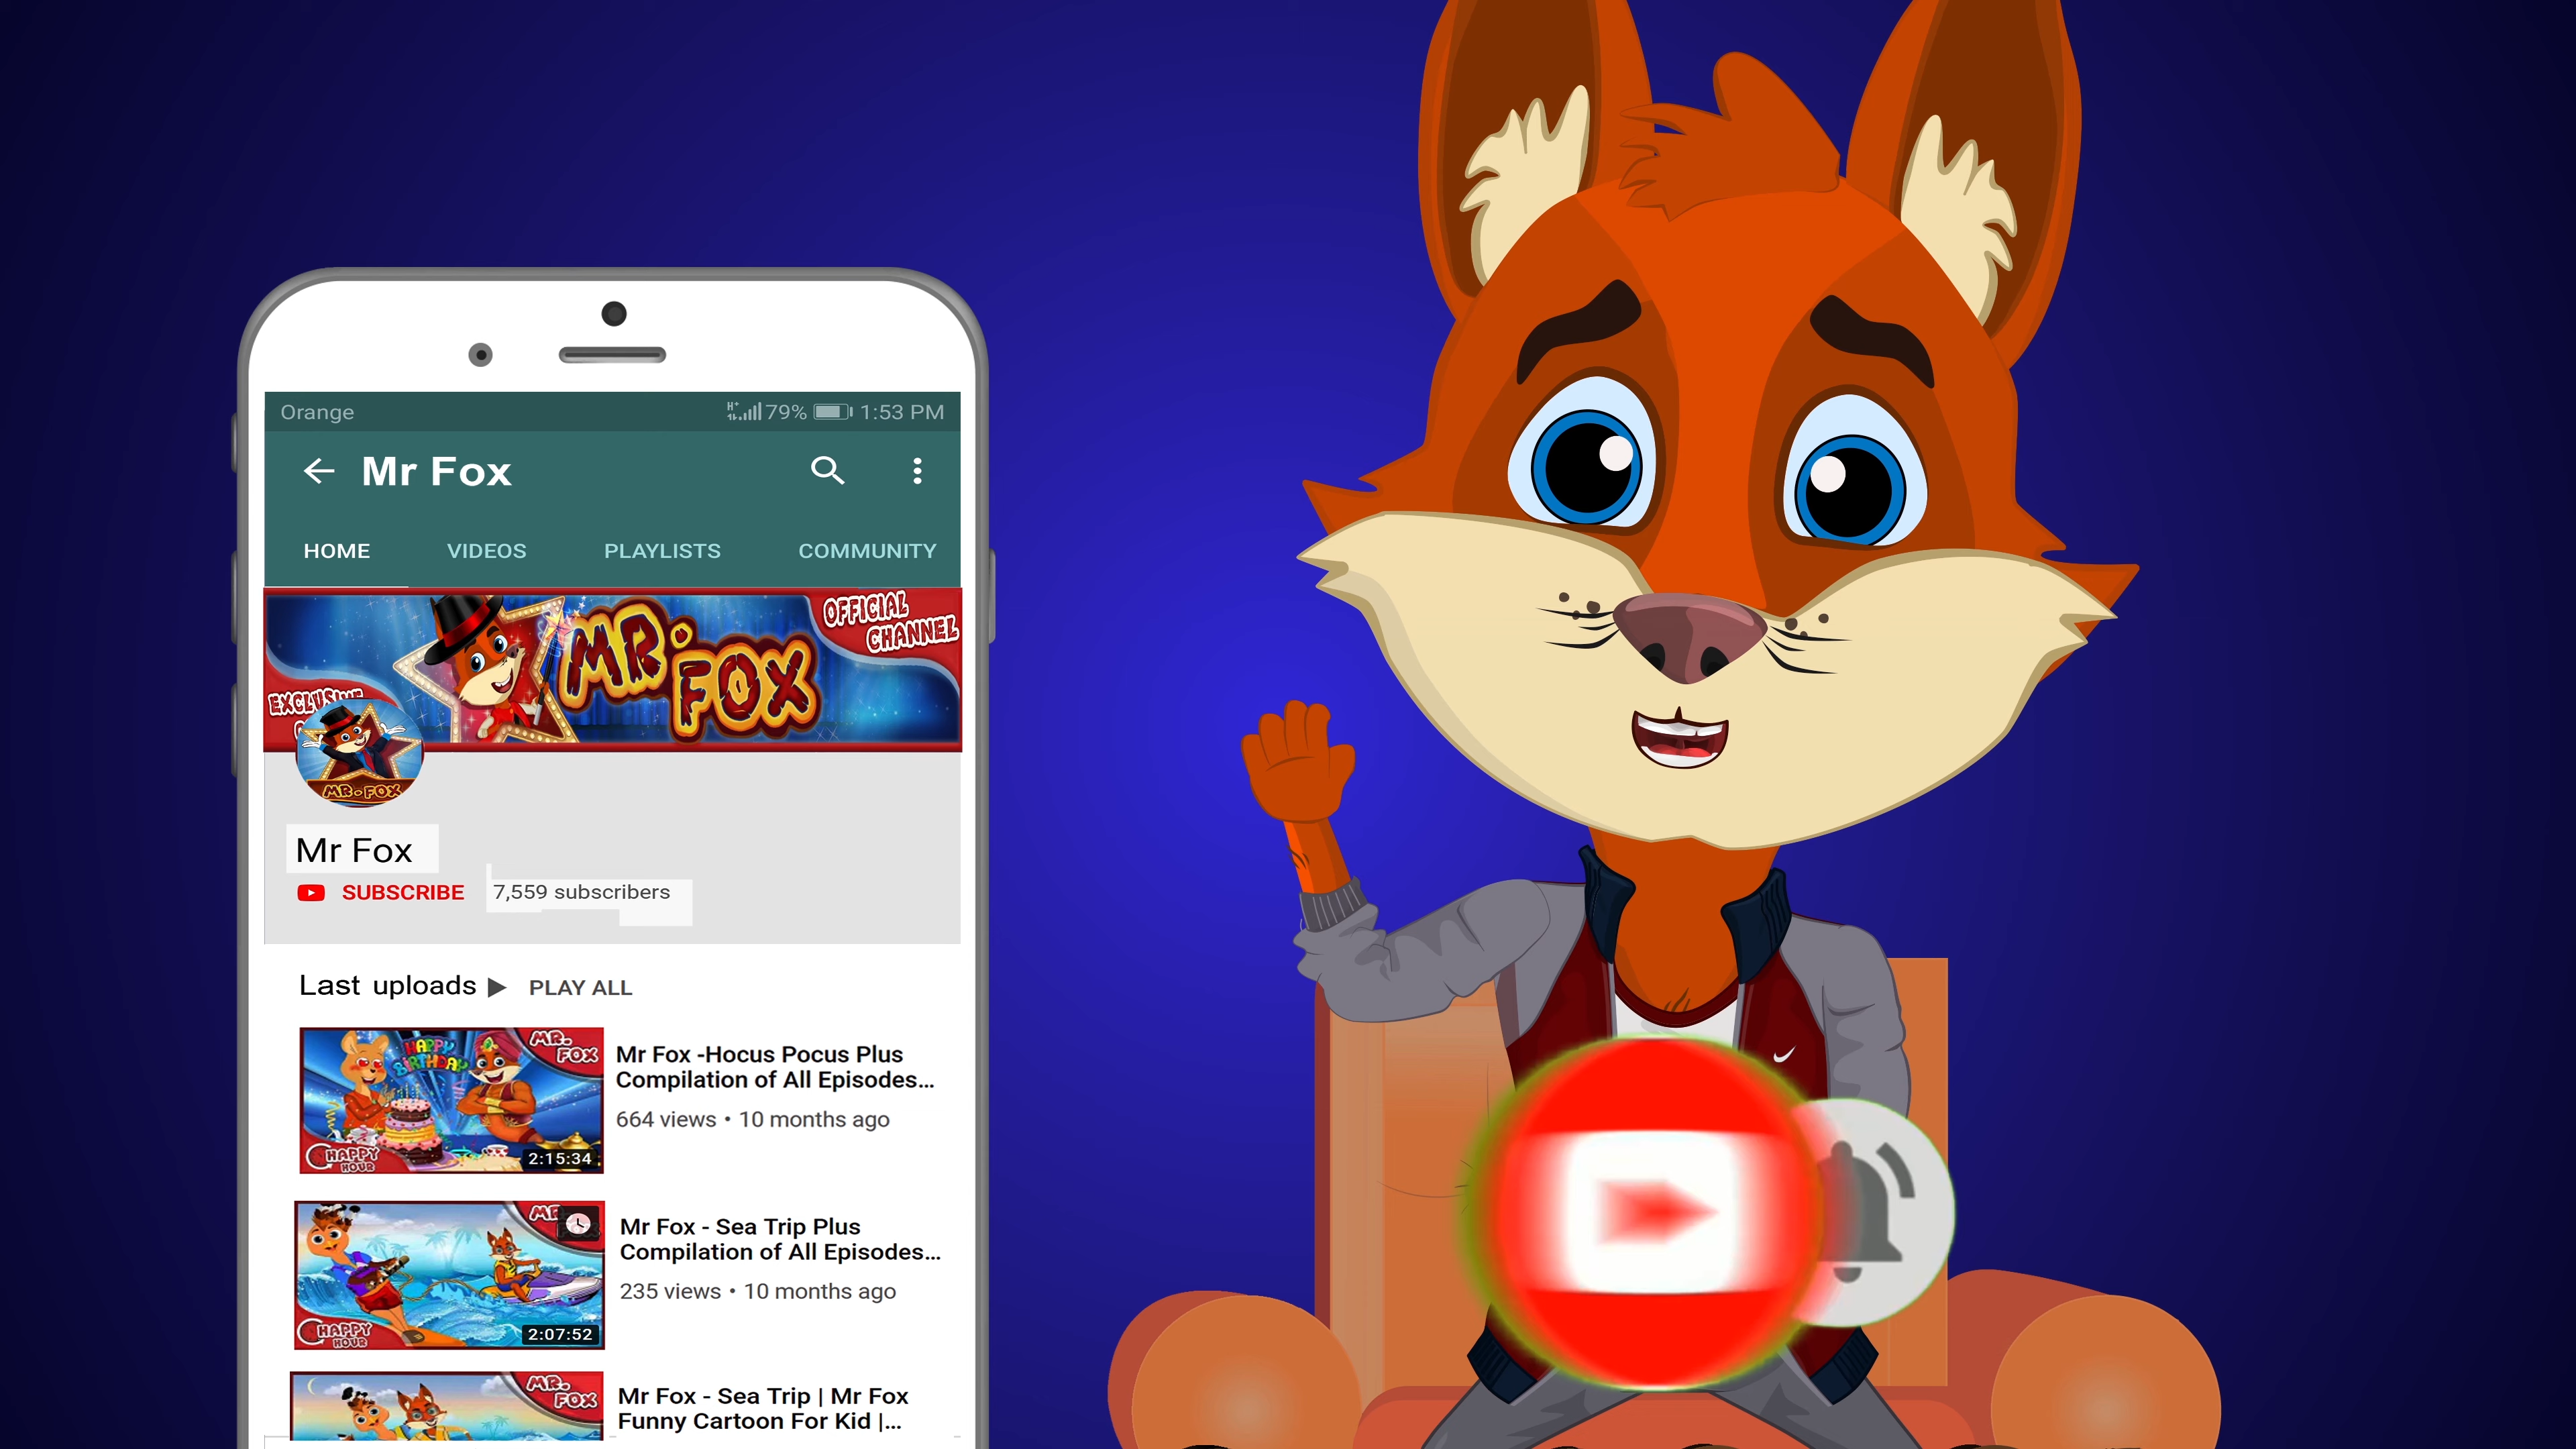 Orange 79% 1:53 PM
Mr Fox
HOME VIDEOS PLAYLISTS COMMUNITY
OFFICIAL
CHANNEL
MR.
FOX
EXCLUSIVE
MR. FOX
Mr Fox
SUBSCRIBE 7,559 subscribers
Last uploads PLAY ALL
HAPPY
BIRTHDAY
MR.
FOX
HAPPY
HOUR
2:15:34
Mr Fox -Hocus Pocus Plus
Compilation of All Episodes...
664 views • 10 months ago
HAPPY
HOUR
2:07:52
Mr Fox - Sea Trip Plus
Compilation of All Episodes...
235 views • 10 months ago
MR.
FOX
Mr Fox - Sea Trip | Mr Fox
Funny Cartoon For Kid |...